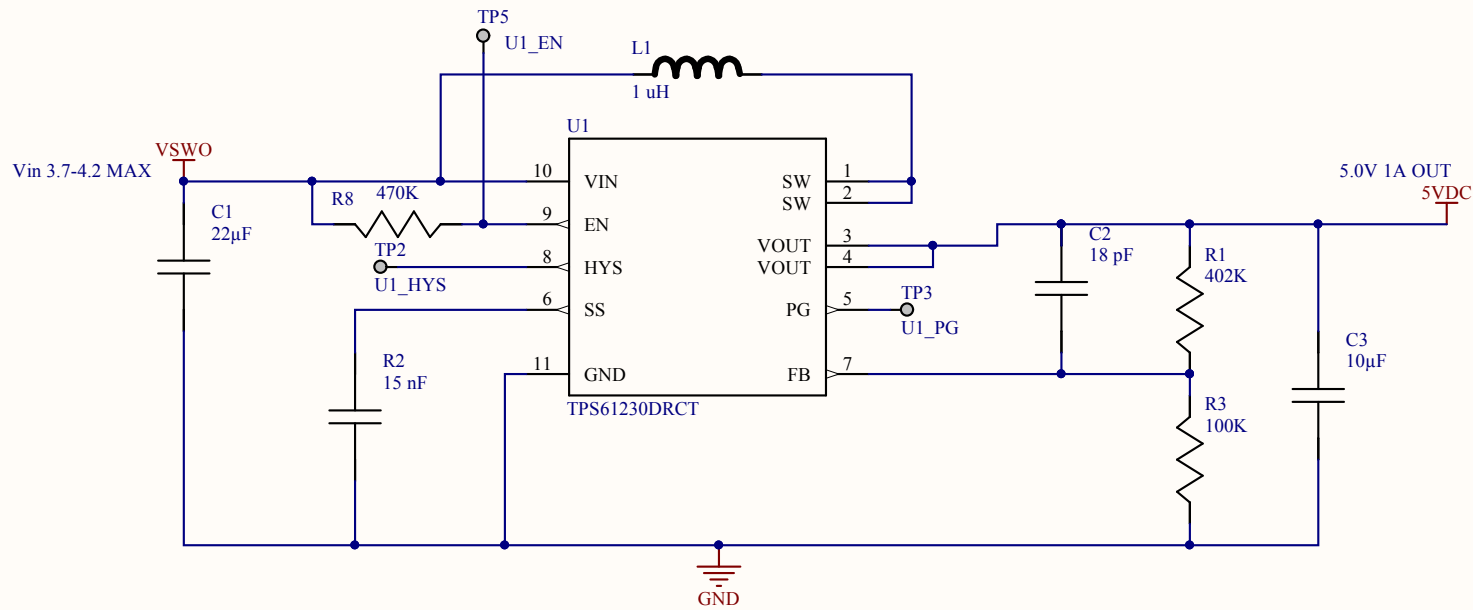 TP5
U1_EN
L1
1 uH
U1
VSWO
Vin 3.7-4.2 MAX
10 VIN
SW 1
5.0V 1A OUT
5VDC
R8 470K
SW 2
C1
22µF
9 EN
C2
18 pF
VOUT 3
TP2
8 HYS
VOUT 4
R1
402K
U1_HYS
TP3
6 SS
PG 5
U1_PG
C3
10µF
R2
15 nF
11 GND
FB 7
TPS61230DRCT
R3
100K
GND